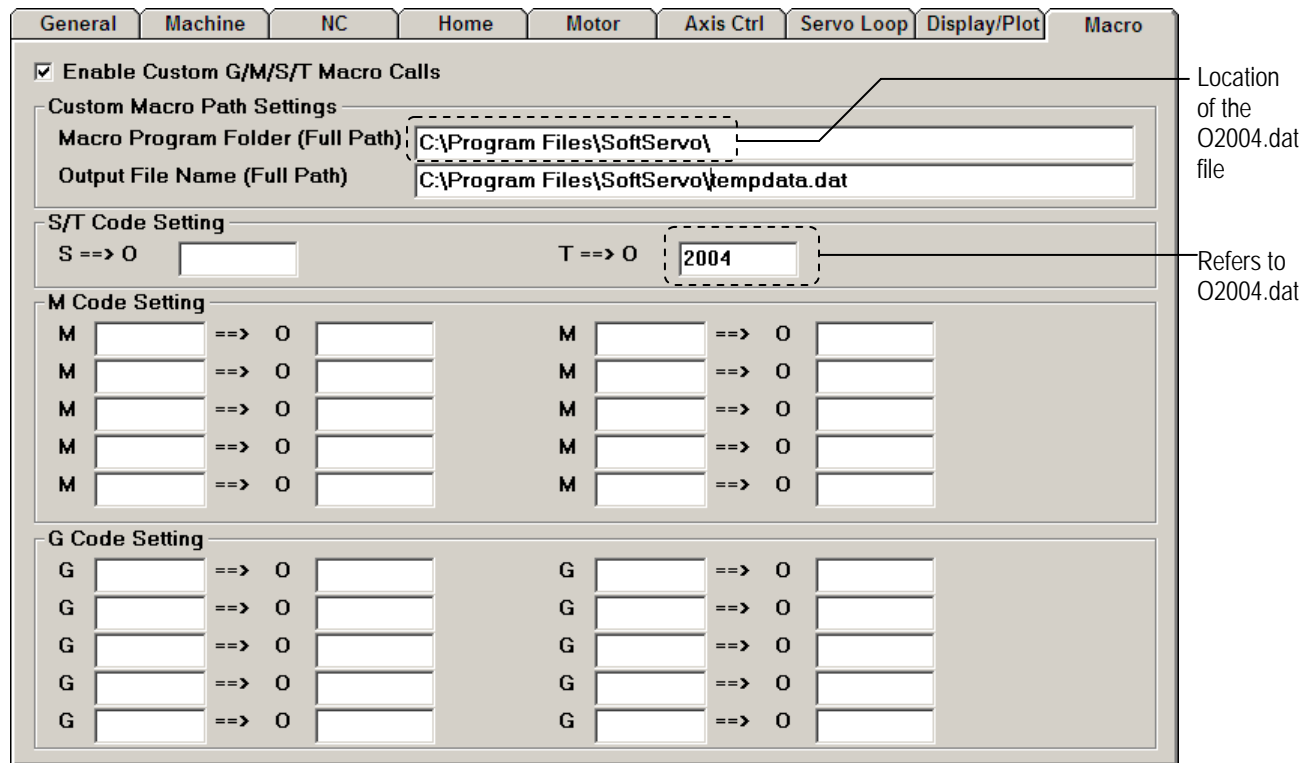 General Machine NC Home Motor Axis Ctrl Servo Loop Display/Plot Macro
Enable Custom G/M/S/T Macro Calls
Custom Macro Path Settings
Macro Program Folder (Full Path) C:\Program Files\SoftServo\
Output File Name (Full Path) C:\Program Files\SoftServo\tempdata.dat
Location
of the
O2004.dat
file
S/T Code Setting
S ==> O T ==> O 2004
Refers to
O2004.dat
M Code Setting
M ==> O M ==> O
M ==> O M ==> O
M ==> O M ==> O
M ==> O M ==> O
M ==> O M ==> O
G Code Setting
G ==> O G ==> O
G ==> O G ==> O
G ==> O G ==> O
G ==> O G ==> O
G ==> O G ==> O